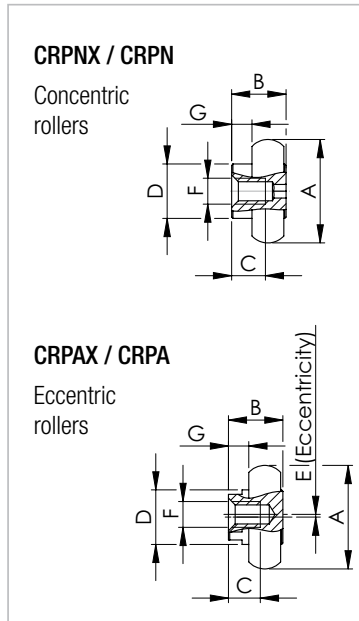 CRPNX / CRPN
Concentric
rollers
B
G
D
F
A
C
CRPAX / CRPA
Eccentric
rollers
B
G
E (Eccentricity)
D
F
A
C